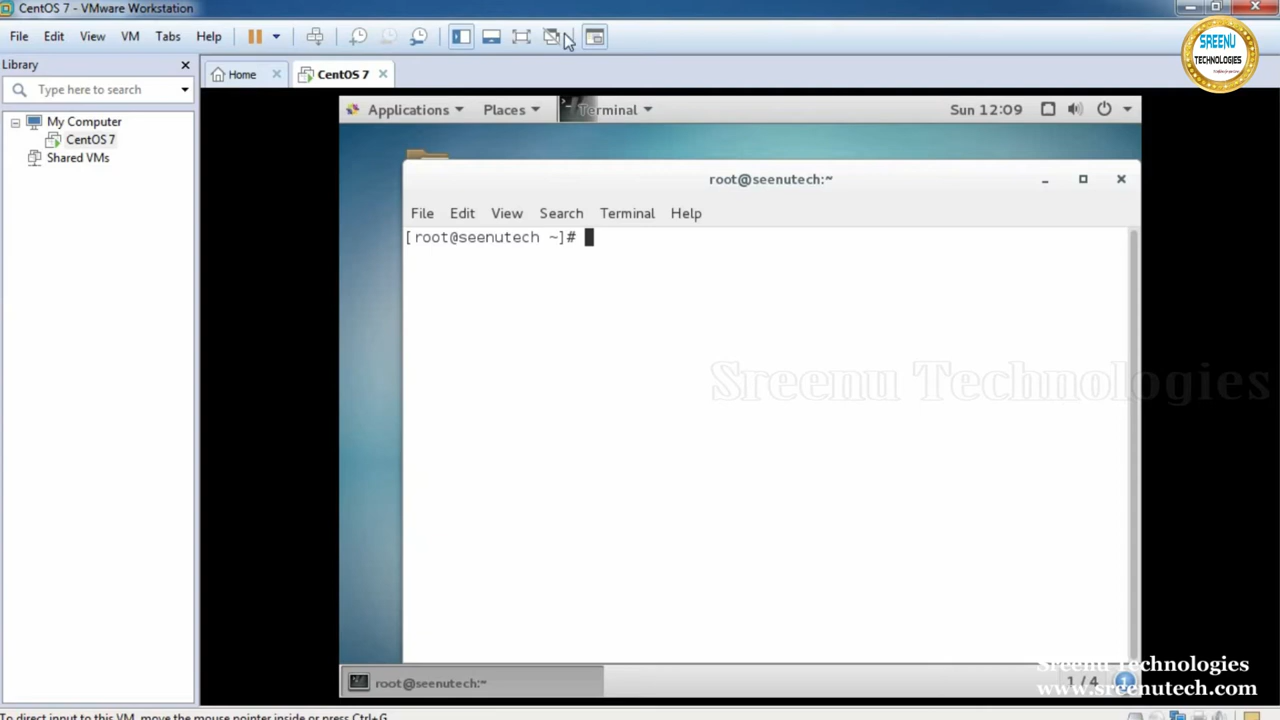 CentOS 7 - VMware Workstation
File Edit View VM Tabs Help
SREENU
TECHNOLOGIES
Library
Home
CentOS 7
Type here to search
My Computer
CentOS 7
Shared VMs
Applications Places Terminal
Sun 12:09
root@seenutech:~
File Edit View Search Terminal Help
[root@seenutech ~]#
Sreenu Technologies
root@seenutech:~
1 / 4
1
Sreenu Technologies
www.sreenutech.com
To direct input to this VM, move the mouse pointer inside or press Ctrl+G.